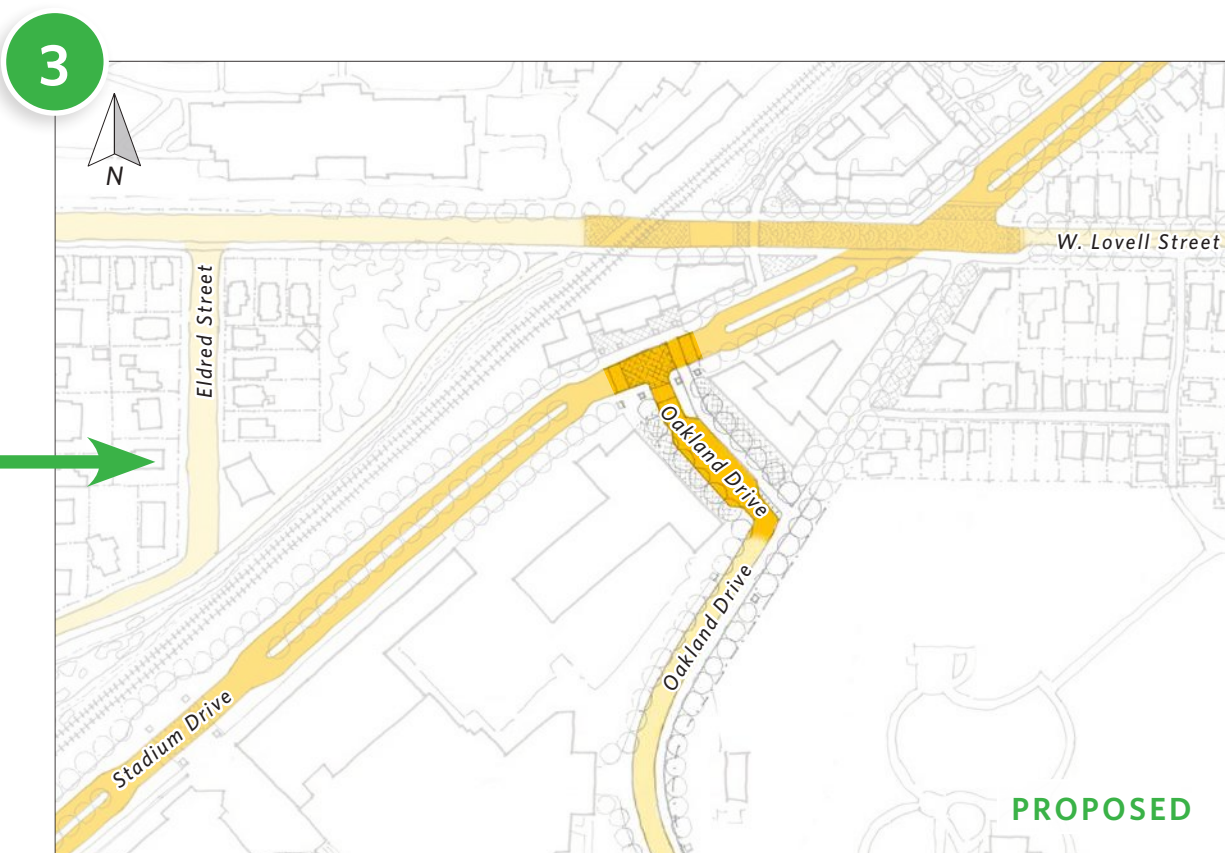 3
N
W. Lovell Street
Eldred Street
Oakland Drive
Oakland Drive
Stadium Drive
PROPOSED